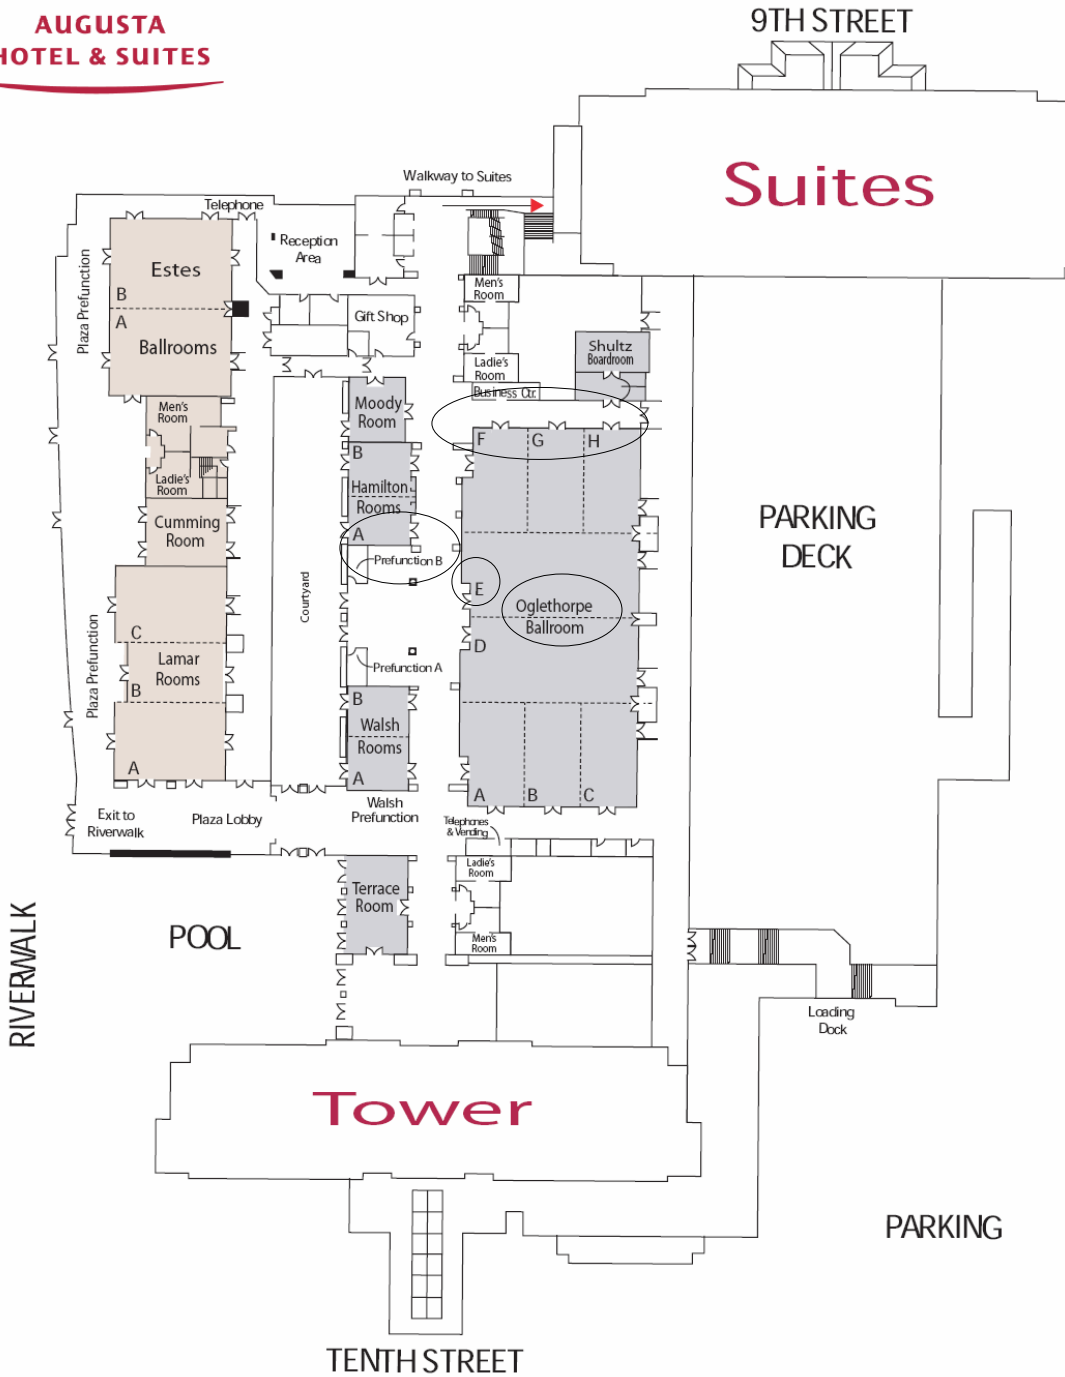 AUGUSTA
HOTEL & SUITES
9TH STREET
Suites
Walkway to Suites
Telephone
Reception
Area
Plaza Prefunction
Estes
B
A
Ballrooms
Gift Shop
Men's
Room
Ladie's
Room
Business Ctr.
Shultz
Boardroom
Moody
Room
Men's
Room
Ladie's
Room
B
Hamilton
Rooms
A
F
G
H
Cumming
Room
PARKING
DECK
Prefunction B
Courtyard
E
Oglethorpe
Ballroom
D
Plaza Prefunction
C
Lamar
Rooms
B
A
Prefunction A
B
Walsh
Rooms
A
A
B
C
Walsh
Prefunction
Exit to
Riverwalk
Plaza Lobby
Telephones
& Vending
Ladie's
Room
Men's
Room
Terrace
Room
RIVERWALK
POOL
Loading
Dock
Tower
PARKING
TENTH STREET